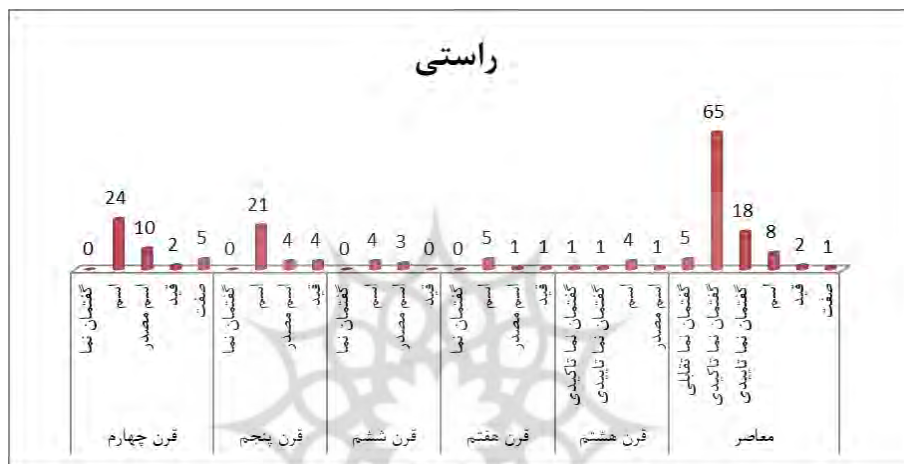 راستی
0 24 10 2 5 0 21 4 4 0 4 3 0 0 5 1 1 1 1 4 1 5 65 18 8 2 1
گفتمان نما
اسم
اسم مصدر
قید
صفت
گفتمان نما
اسم
اسم مصدر
قید
گفتمان نما
اسم
اسم مصدر
قید
گفتمان نما
اسم
اسم مصدر
قید
گفتمان نما تاکیدی
گفتمان نما تاییدی
اسم
اسم مصدر
گفتمان نما تقابلی
گفتمان نما تاکیدی
گفتمان نما تاییدی
اسم
قید
صفت
قرن چهارم
قرن پنجم
قرن ششم
قرن هفتم
قرن هشتم
معاصر